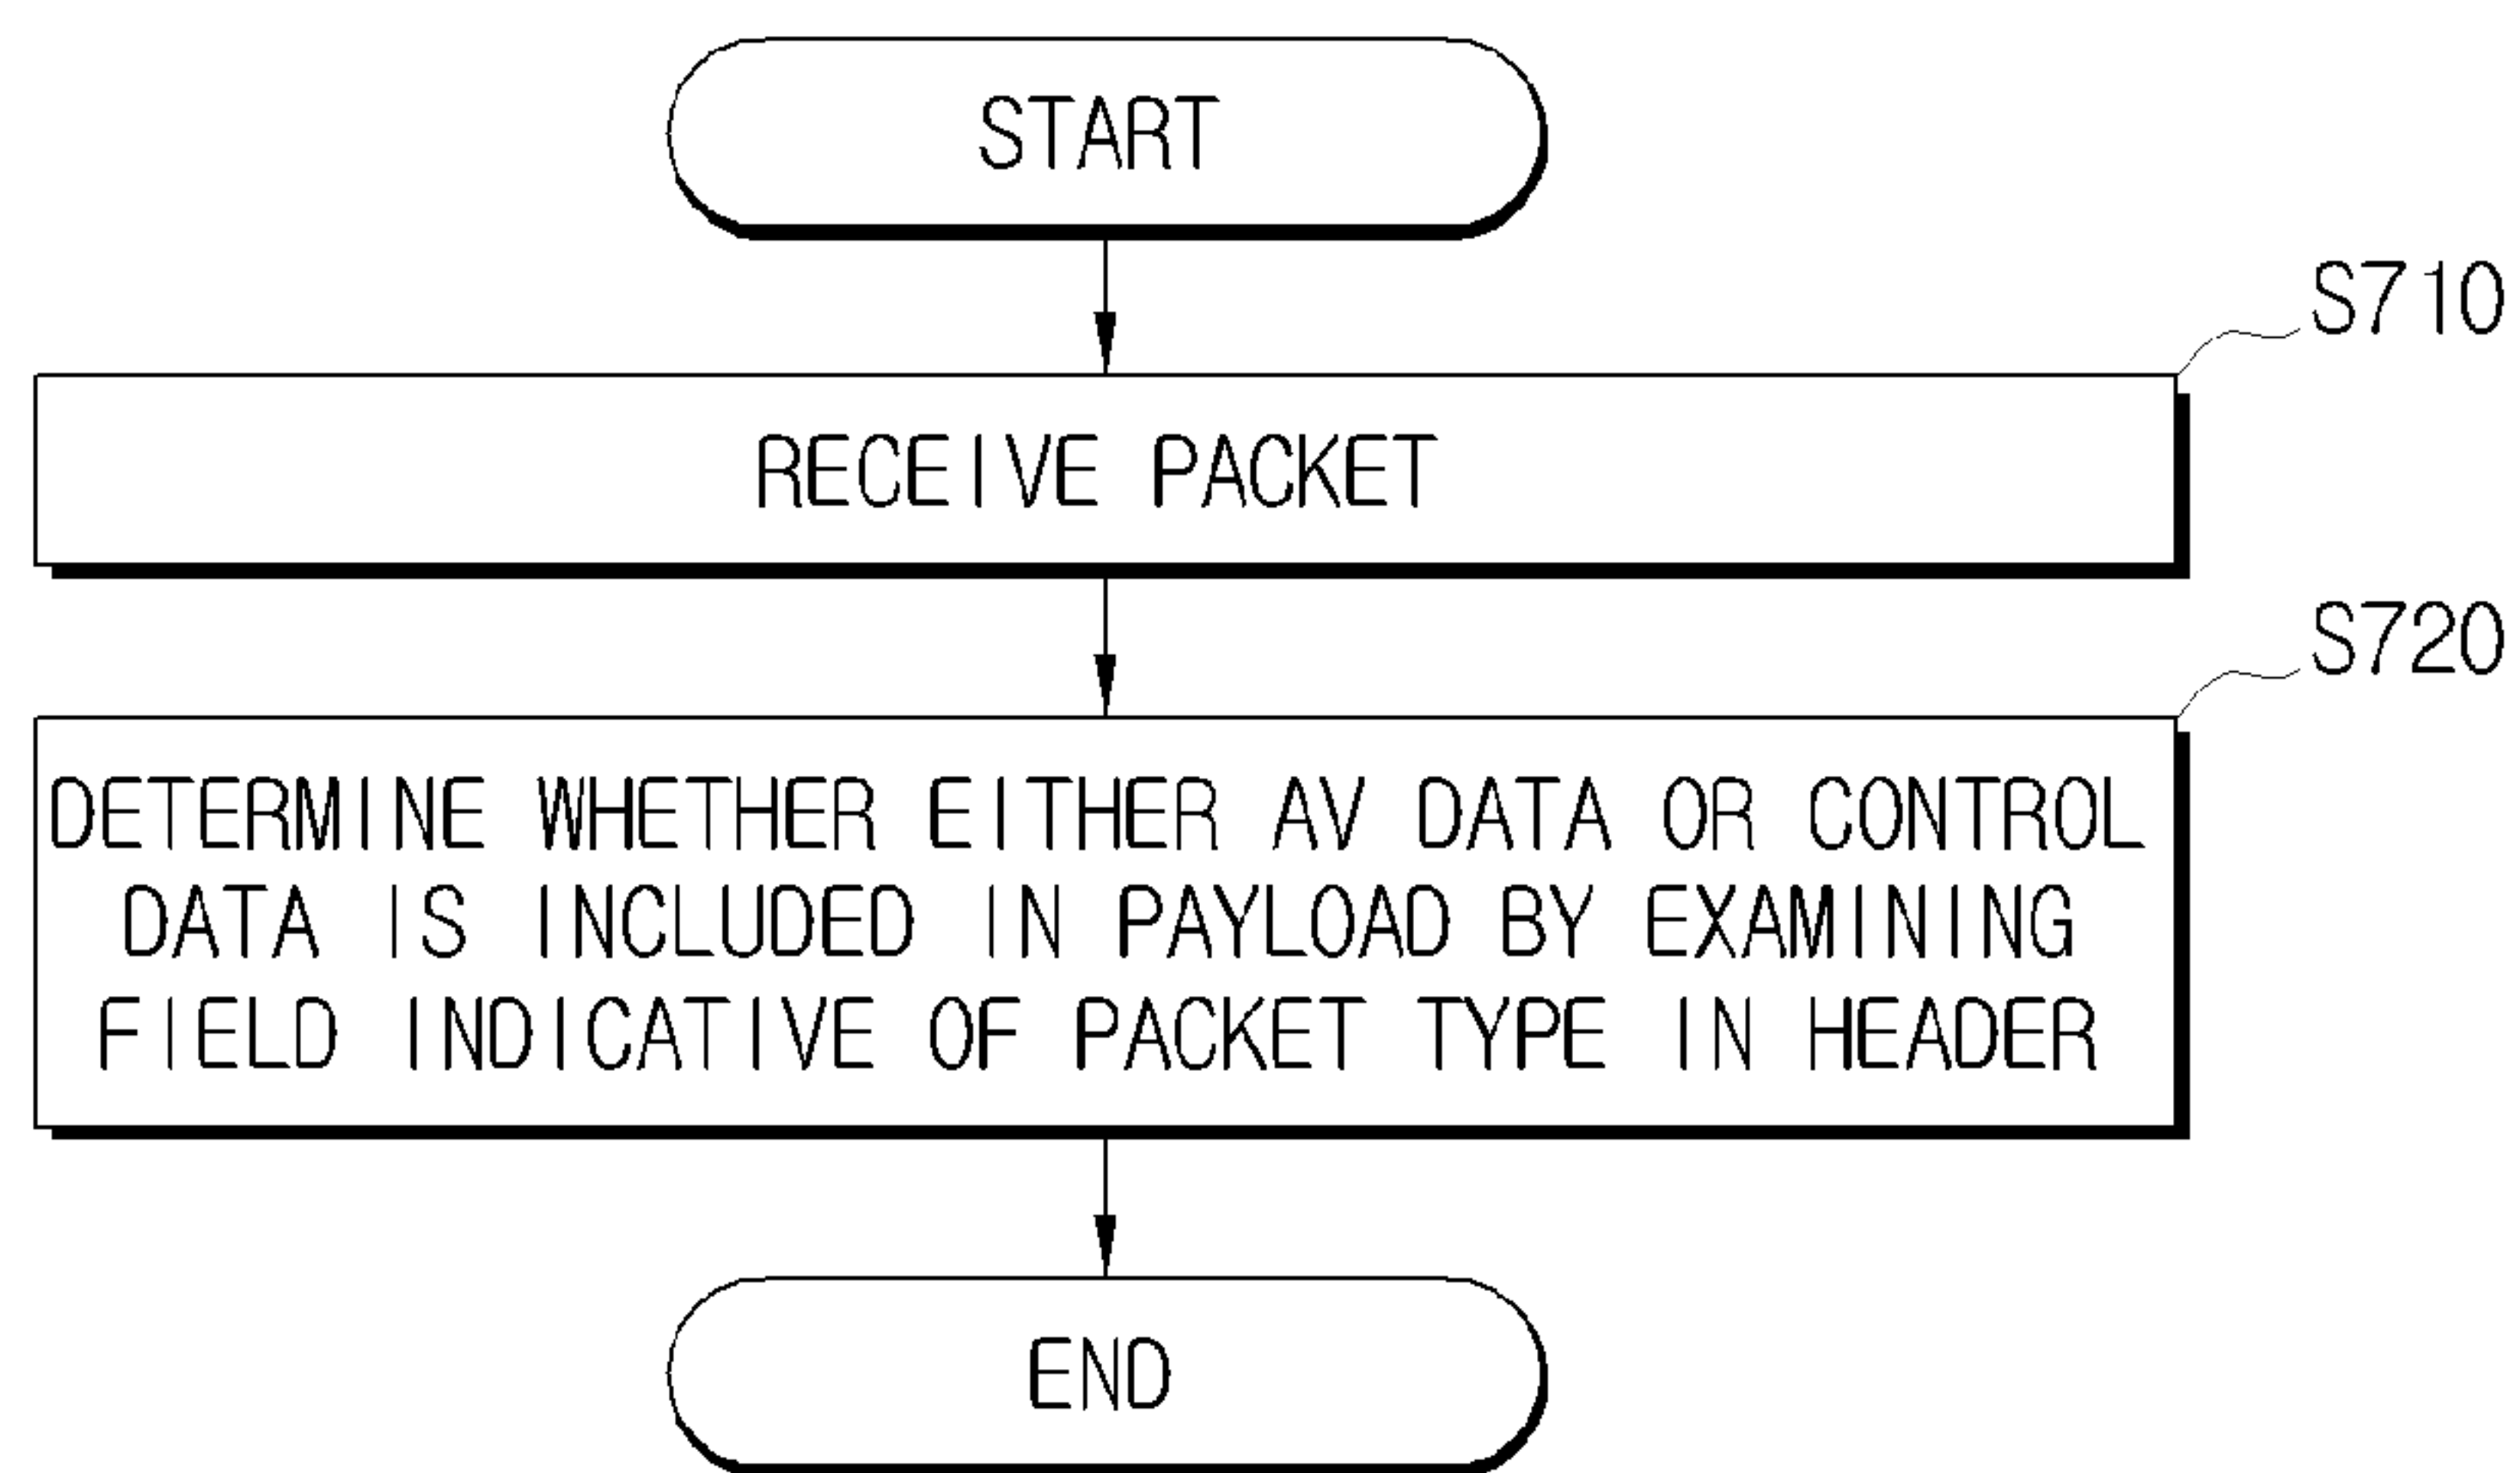 START
S710
RECEIVE PACKET
S720
DETERMINE WHETHER EITHER AV DATA OR CONTROL
DATA IS INCLUDED IN PAYLOAD BY EXAMINING
FIELD INDICATIVE OF PACKET TYPE IN HEADER
END